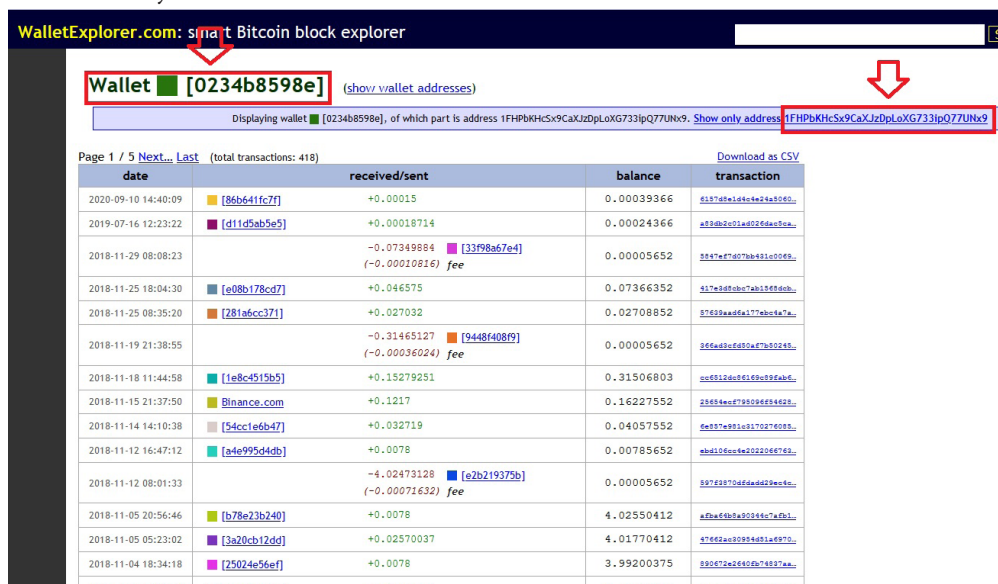 WalletExplorer.com: smart Bitcoin block explorer
Wallet [0234b8598e] (show wallet addresses)
Displaying wallet [0234b8598e], of which part is address 1FHPbKHcSx9CaXJzDpLoXG733ipQ77UNx9. Show only address 1FHPbKHcSx9CaXJzDpLoXG733ipQ77UNx9
Page 1 / 5 Next... Last (total transactions: 418) Download as CSV
date received/sent balance transaction
2020-09-10 14:40:09 [86b641fc7f] +0.00015 0.00039366
2019-07-16 12:23:22 [d11d5ab5e5] +0.00018714 0.00024366
2018-11-29 08:08:23 -0.07349884 [33f98a67e4] 0.00005652
(-0.00010816) fee
2018-11-25 18:04:30 [e08b178cd7] +0.046575 0.07366352
2018-11-25 08:35:20 [281a6cc371] +0.027032 0.02708852
2018-11-19 21:38:55 -0.31465127 [9448f408f9] 0.00005652
(-0.00036024) fee
2018-11-18 11:44:58 [1e8c4515b5] +0.15279251 0.31506803
2018-11-15 21:37:50 Binance.com +0.1217 0.16227552
2018-11-14 14:10:38 [54cc1e6b47] +0.032719 0.04057552
2018-11-12 16:47:12 [a4e995d4db] +0.0078 0.00785652
2018-11-12 08:01:33 -4.02473128 [e2b219375b] 0.00005652
(-0.00071632) fee
2018-11-05 20:56:46 [b78e23b240] +0.0078 4.02550412
2018-11-05 05:23:02 [3a20cb12dd] +0.02570037 4.01770412
2018-11-04 18:34:18 [25024e56ef] +0.0078 3.99200375